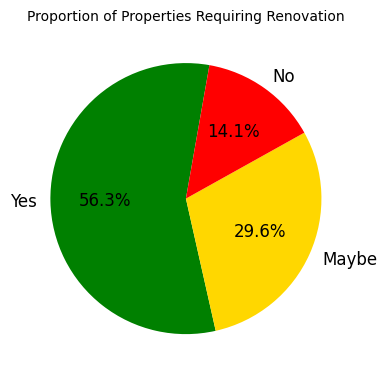 Proportion of Properties Requiring Renovation
No
14.1%
Yes
56.3%
29.6%
Maybe